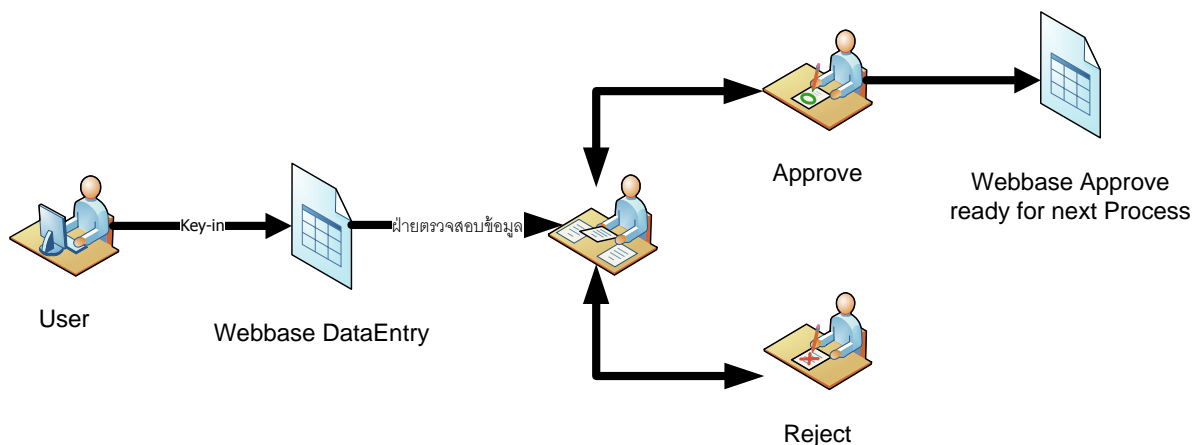 Approve
Webbase Approve
ready for next Process
Key-in
ฝ่ายตรวจสอบข้อมูล
User
Webbase DataEntry
Reject